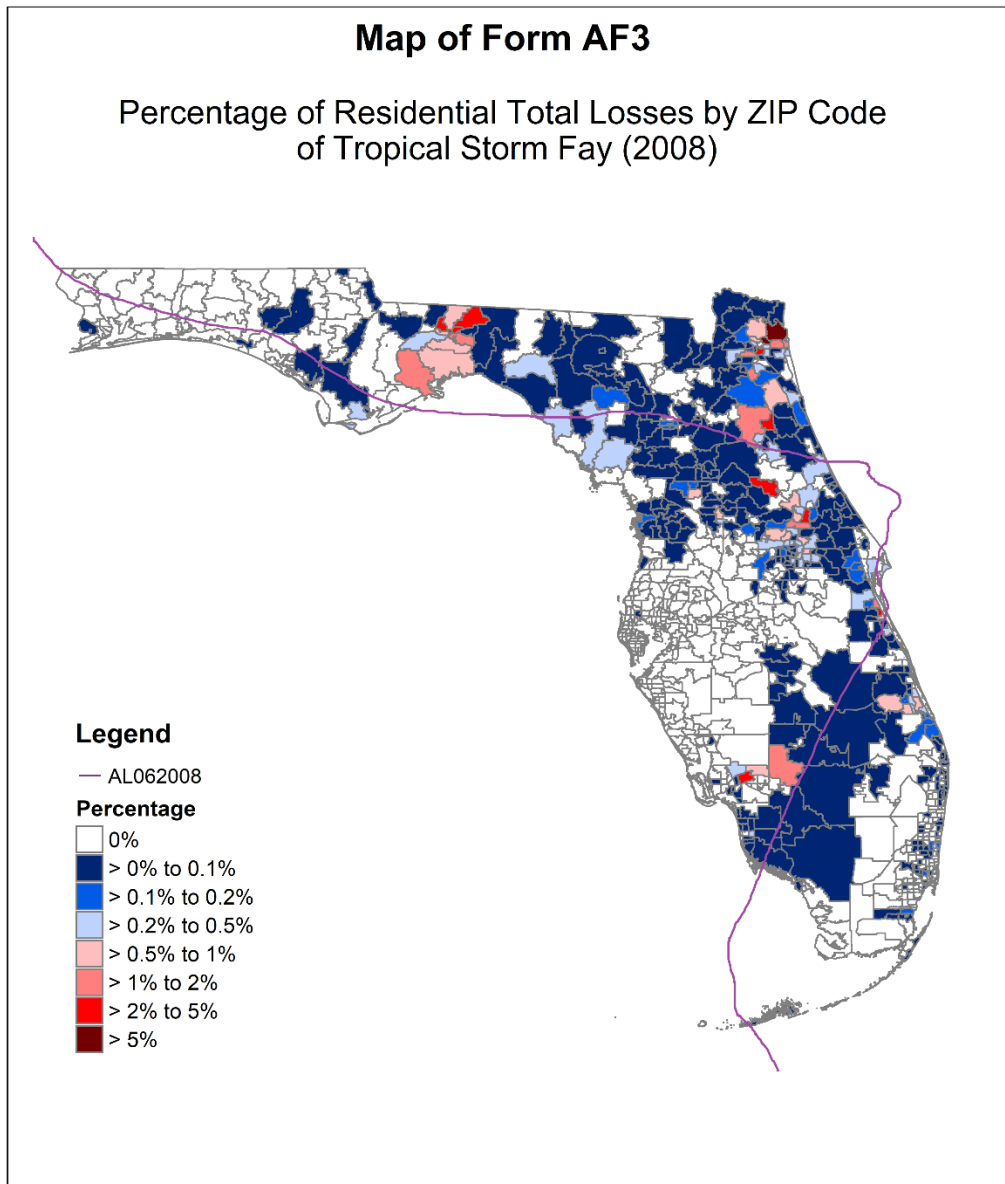 Map of Form AF3
Percentage of Residential Total Losses by ZIP Code
of Tropical Storm Fay (2008)
Legend
AL062008
Percentage
0%
> 0% to 0.1%
> 0.1% to 0.2%
> 0.2% to 0.5%
> 0.5% to 1%
> 1% to 2%
> 2% to 5%
> 5%